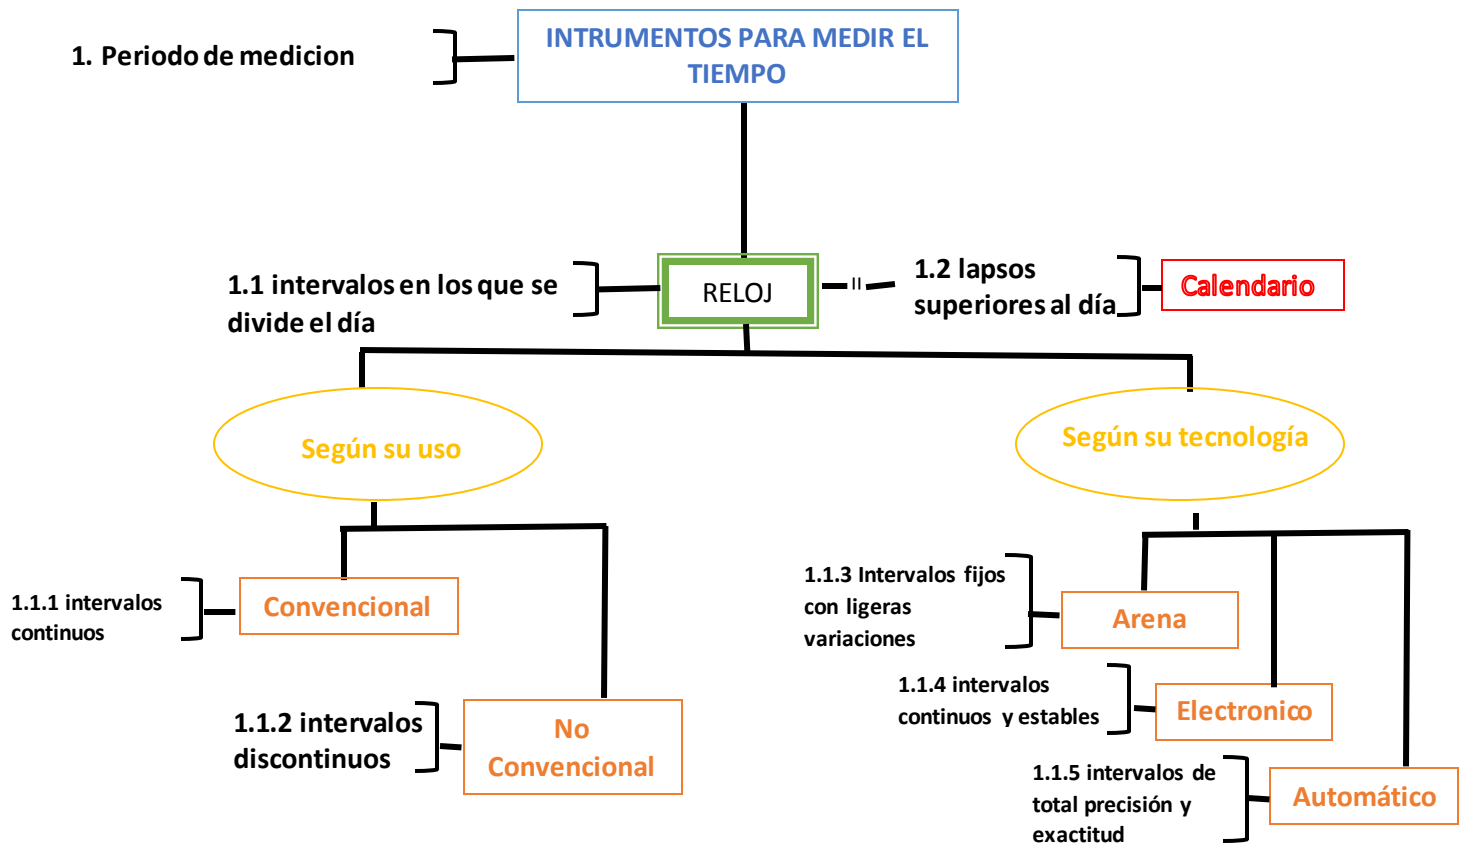 1. Periodo de medicion
INTRUMENTOS PARA MEDIR EL
TIEMPO
1.1 intervalos en los que se
divide el día
RELOJ
II
1.2 lapsos
superiores al día
Calendario
Según su uso
Según su tecnología
1.1.1 intervalos
continuos
Convencional
1.1.2 intervalos
discontinuos
No
Convencional
1.1.3 Intervalos fijos
con ligeras
variaciones
Arena
1.1.4 intervalos
continuos y estables
Electronico
1.1.5 intervalos de
total precisión y
exactitud
Automático